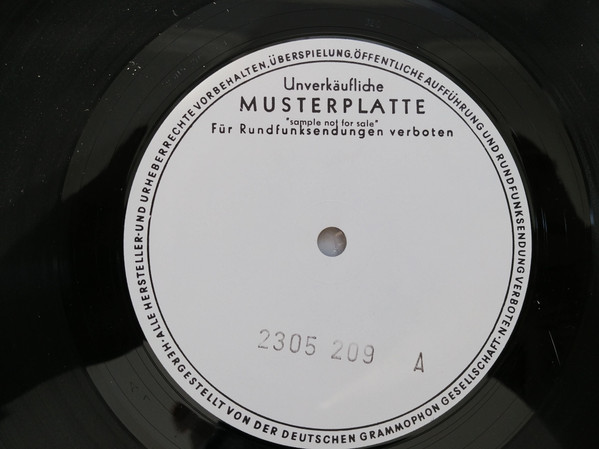 Unverkäufliche
MUSTERPLATTE
"sample not for sale"
Für Rundfunksendungen verboten
2305 209 A
ALLE HERSTELLER- UND URHEBERRECHTE VORBEHALTEN, ÜBERSPIELUNG, ÖFFENTLICHE AUFFÜHRUNG UND RUNDFUNKSENDUNG VERBOTEN · HERGESTELLT VON DER DEUTSCHEN GRAMMOPHON GESELLSCHAFT ·